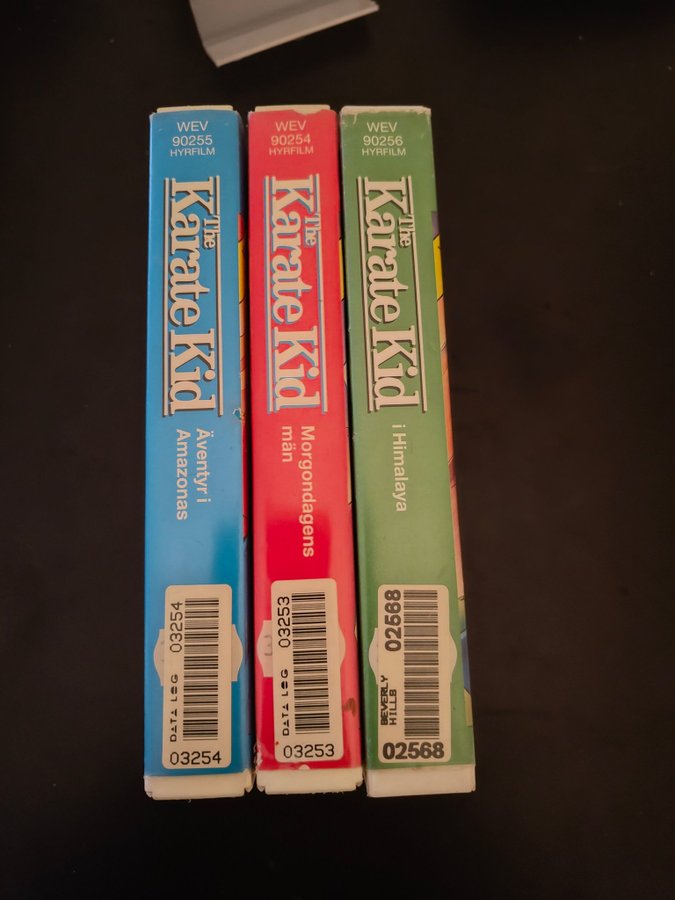 WEV
90255
HYRFILM
The
Karate Kid
Äventyr i
Amazonas
03254
DATA LOG
03254
WEV
90254
HYRFILM
The
Karate Kid
Morgondagens
män
03253
DATA LOG
03253
WEV
90256
HYRFILM
The
Karate Kid
i Himalaya
02568
BEVERLY
HILLS
02568